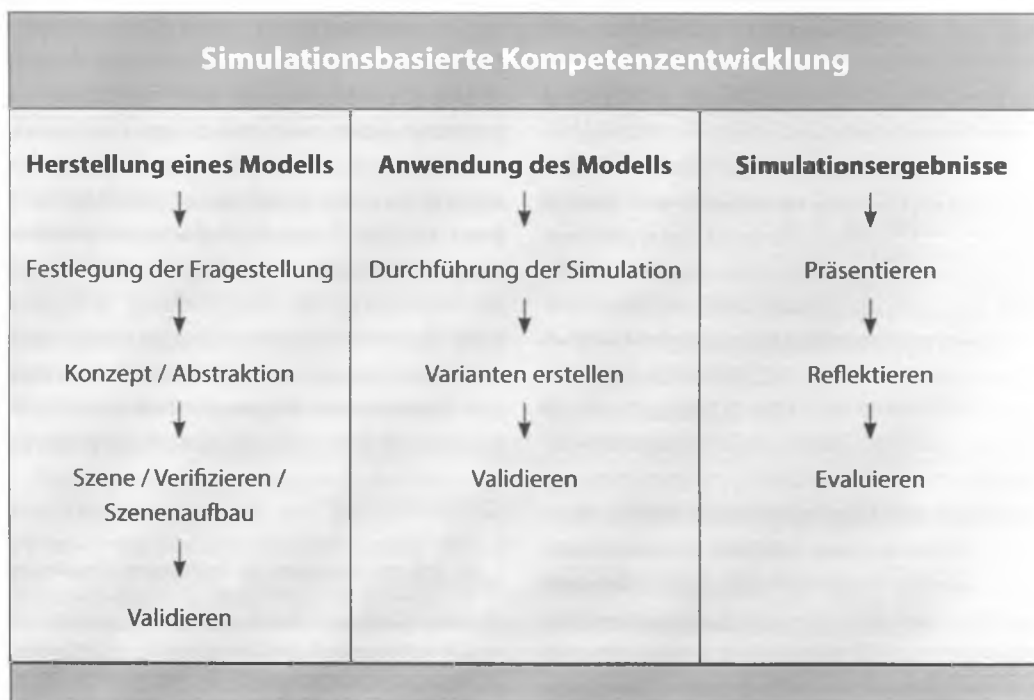 Simulationsbasierte Kompetenzentwicklung
Herstellung eines Modells
Festlegung der Fragestellung
Konzept / Abstraktion
Szene / Verifizieren /
Szenenaufbau
Validieren
Anwendung des Modells
Durchführung der Simulation
Varianten erstellen
Validieren
Simulationsergebnisse
Präsentieren
Reflektieren
Evaluieren